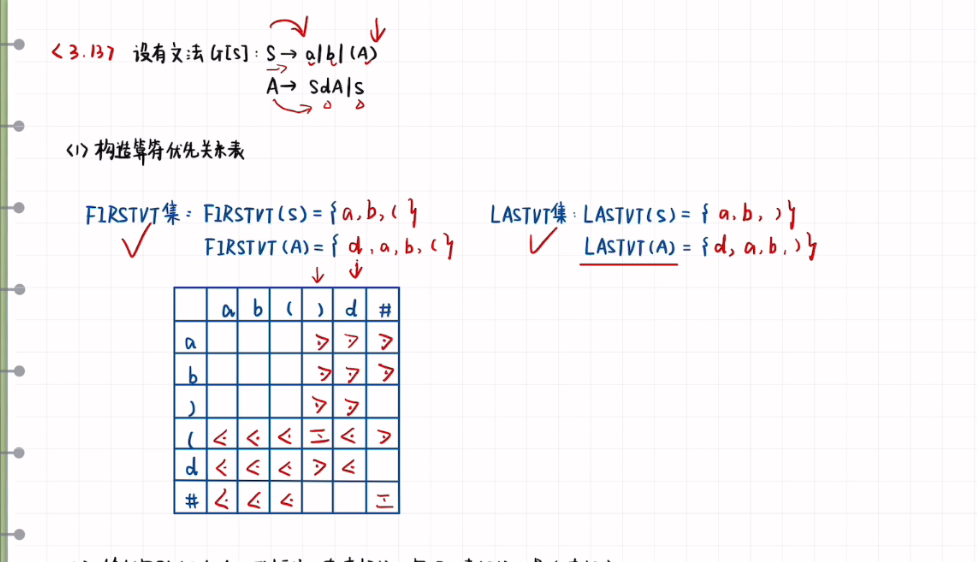 <3.13> 设有文法 G[S]: S→ a|b|(A)
A→ SdA|S
(1) 构造算符优先关系表
FIRSTVT集: FIRSTVT(S) = { a, b, ( }
LASTVT集: LASTVT(S) = { a, b, ) }
FIRSTVT(A) = { d, a, b, ( }
LASTVT(A) = { d, a, b, ) }
a b ( ) d #
a ⋗ ⋗ ⋗
b ⋗ ⋗ ⋗
) ⋗ ⋗
( ⋖ ⋖ ⋖ ≐ ⋖ ⋗
d ⋖ ⋖ ⋖ ⋗ ⋖
# ⋖ ⋖ ⋖ ≐